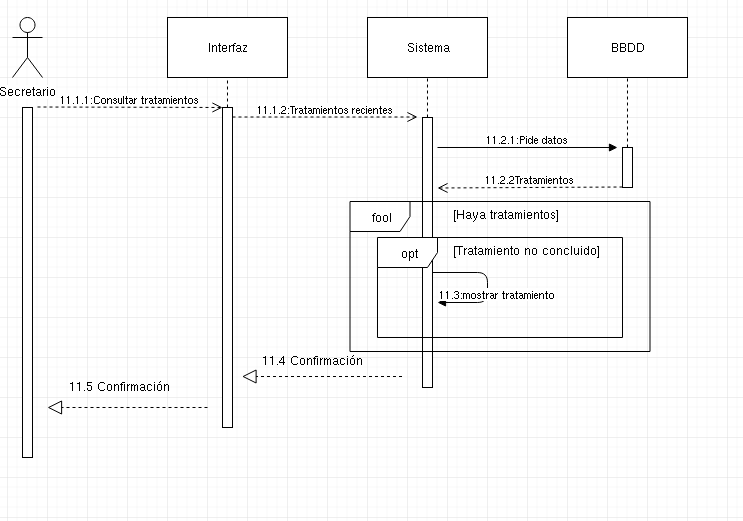 Interfaz
Sistema
BBDD
Secretario
11.1.1:Consultar tratamientos
11.1.2:Tratamientos recientes
11.2.1:Pide datos
11.2.2Tratamientos
fool
[Haya tratamientos]
opt
[Tratamiento no concluido]
11.3:mostrar tratamiento
11.4 Confirmación
11.5 Confirmación